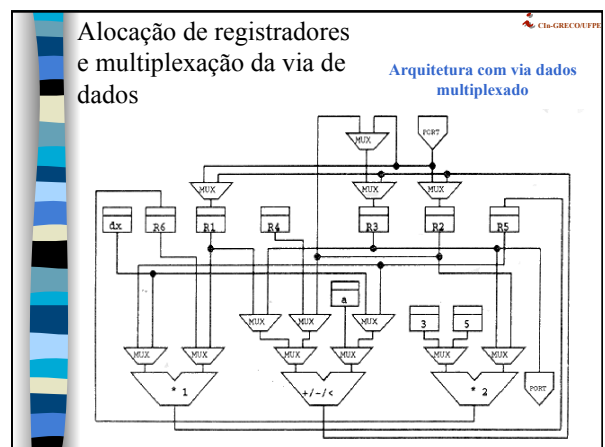 CIn-GRECO/UFPE
Alocação de registradores
e multiplexação da via de
dados
Arquitetura com via dados
multiplexado
MUX
PORT
MUX
MUX
MUX
dx
R6
R1
R4
R3
R2
R5
a
3
5
MUX
MUX
MUX
MUX
MUX
MUX
MUX
MUX
MUX
* 1
+/-/<
* 2
PORT